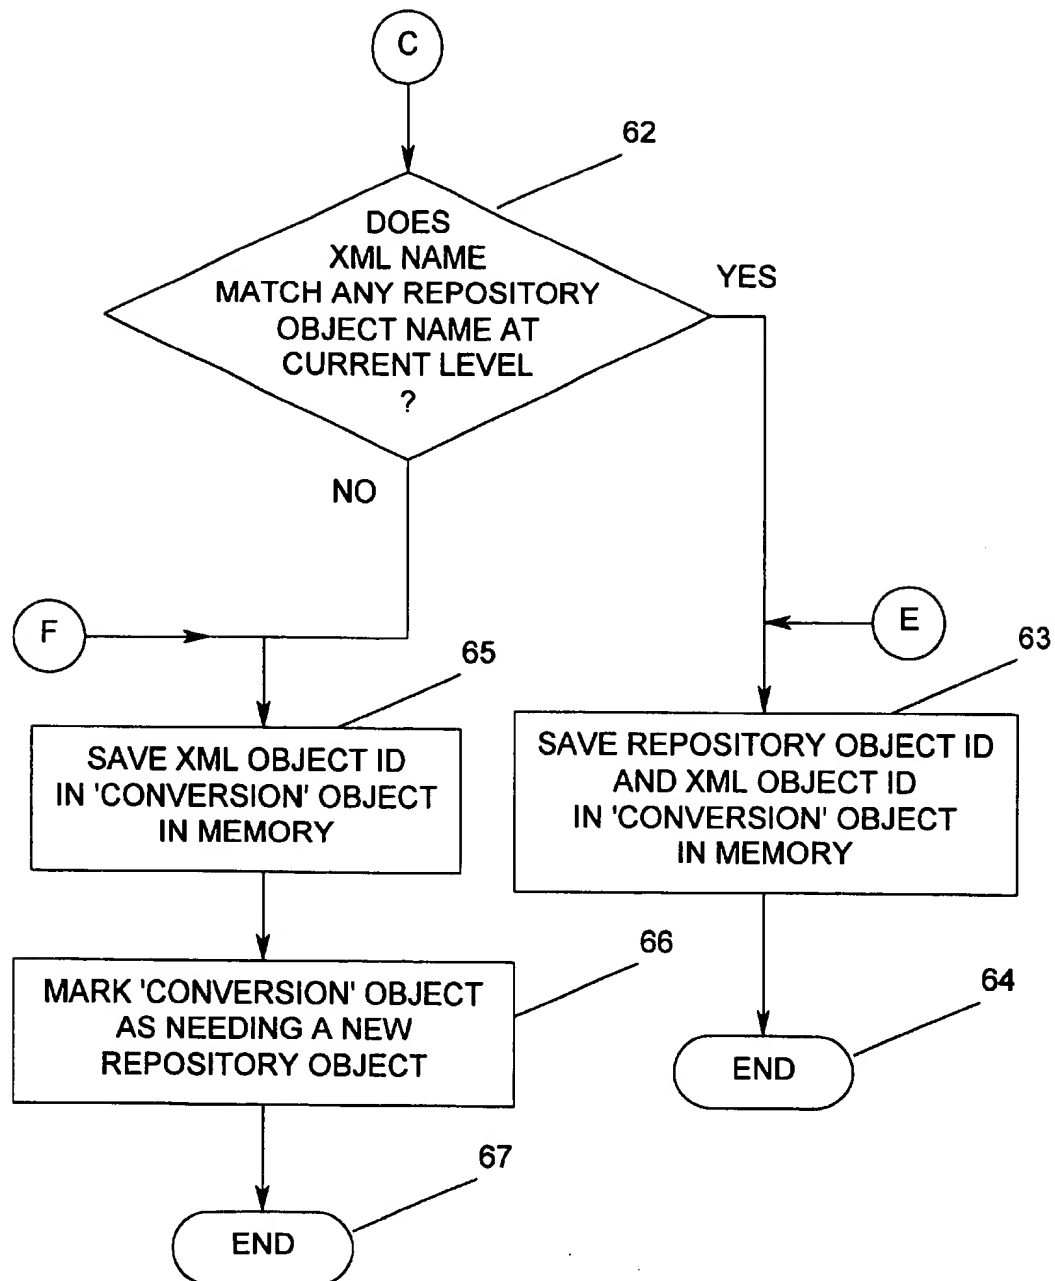 C
62
DOES
XML NAME
MATCH ANY REPOSITORY
OBJECT NAME AT
CURRENT LEVEL
?
YES
NO
F
E
65
63
SAVE XML OBJECT ID
IN 'CONVERSION' OBJECT
IN MEMORY
SAVE REPOSITORY OBJECT ID
AND XML OBJECT ID
IN 'CONVERSION' OBJECT
IN MEMORY
66
64
MARK 'CONVERSION' OBJECT
AS NEEDING A NEW
REPOSITORY OBJECT
END
67
END